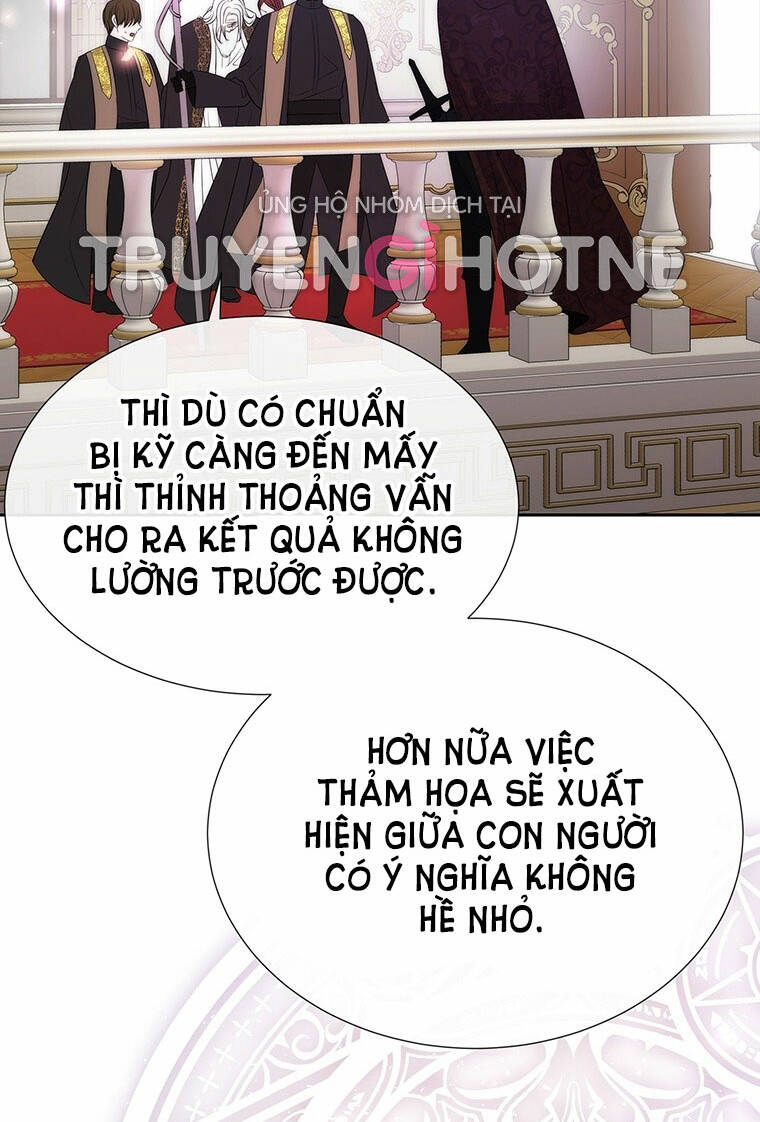 ỦNG HỘ NHÓM DỊCH TẠI
TRUYENGIHOTNE
THÌ DÙ CÓ CHUẨN
BỊ KỸ CÀNG ĐẾN MẤY
THÌ THỈNH THOẢNG VẪN
CHO RA KẾT QUẢ KHÔNG
LƯỜNG TRƯỚC ĐƯỢC.
HƠN NỮA VIỆC
THẢM HỌA SẼ XUẤT
HIỆN GIỮA CON NGƯỜI
CÓ Ý NGHĨA KHÔNG
HỀ NHỎ.